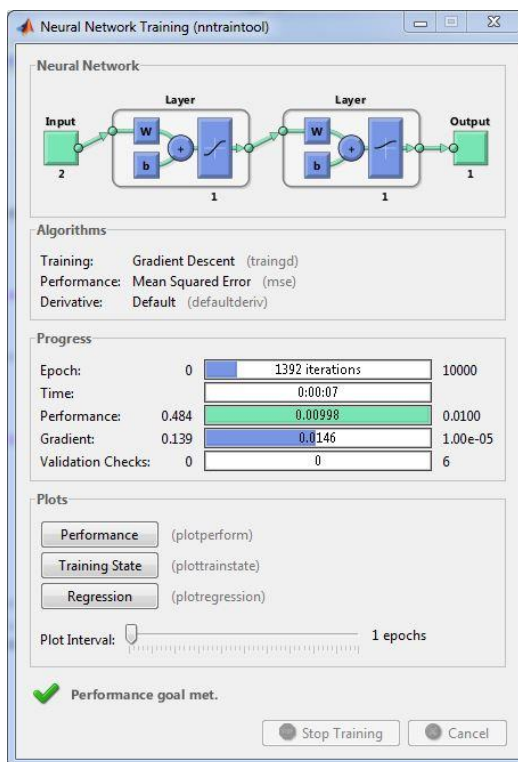 Neural Network Training (nntraintool)
Neural Network
Layer
Layer
Input
Output
W
W
+
+
b
b
2
1
1
1
Algorithms
Training: Gradient Descent (traingd)
Performance: Mean Squared Error (mse)
Derivative: Default (defaultderiv)
Progress
Epoch: 0 1392 iterations 10000
Time: 0:00:07
Performance: 0.484 0.00998 0.0100
Gradient: 0.139 0.0146 1.00e-05
Validation Checks: 0 0 6
Plots
Performance (plotperform)
Training State (plottrainstate)
Regression (plotregression)
Plot Interval: 1 epochs
Performance goal met.
Stop Training Cancel